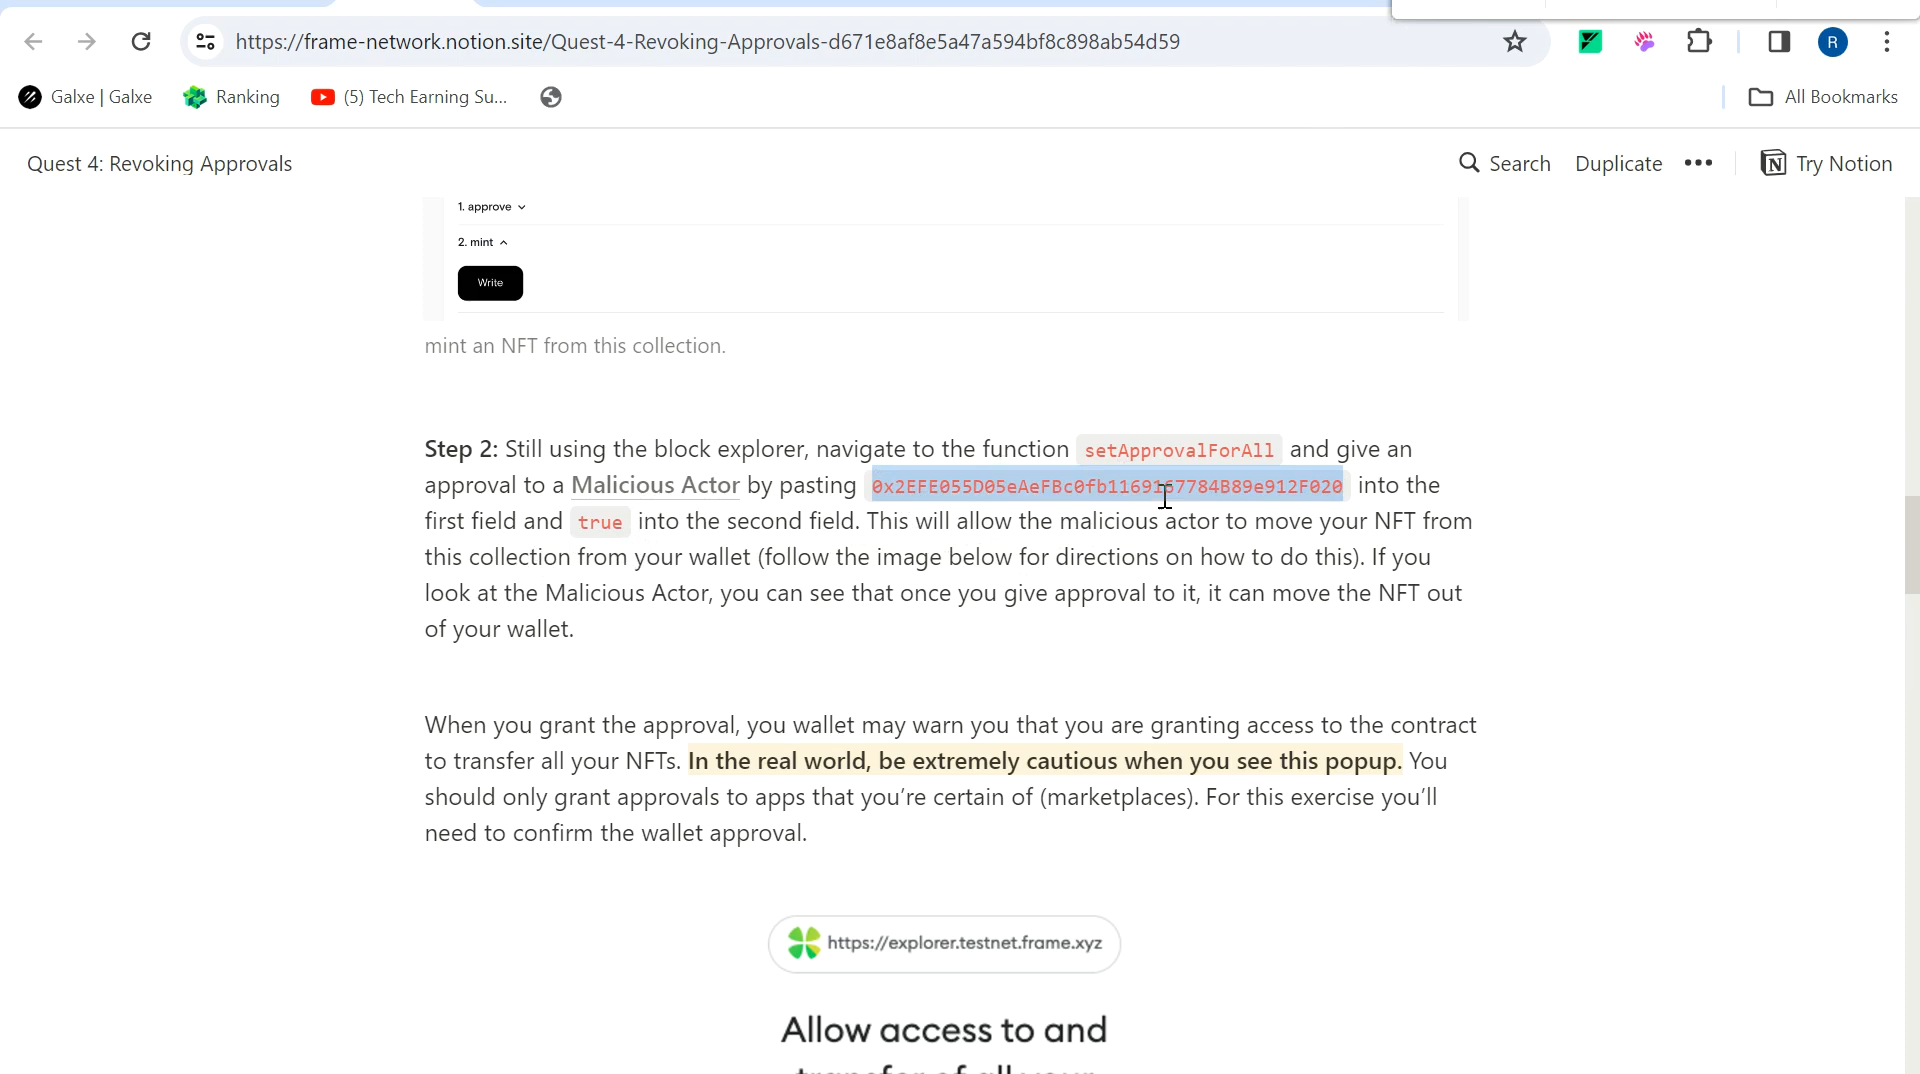 https://frame-network.notion.site/Quest-4-Revoking-Approvals-d671e8af8e5a47a594bf8c898ab54d59
R
Galxe | Galxe
Ranking
(5) Tech Earning Su...
All Bookmarks
Quest 4: Revoking Approvals
Search
Duplicate
Try Notion
1. approve
2. mint
Write
mint an NFT from this collection.
Step 2: Still using the block explorer, navigate to the function setApprovalForAll and give an
approval to a Malicious Actor by pasting 0x2EFE055D05eAeFBc0fb1169167784B89e912F020 into the
first field and true into the second field. This will allow the malicious actor to move your NFT from
this collection from your wallet (follow the image below for directions on how to do this). If you
look at the Malicious Actor, you can see that once you give approval to it, it can move the NFT out
of your wallet.
When you grant the approval, you wallet may warn you that you are granting access to the contract
to transfer all your NFTs. In the real world, be extremely cautious when you see this popup. You
should only grant approvals to apps that you’re certain of (marketplaces). For this exercise you’ll
need to confirm the wallet approval.
https://explorer.testnet.frame.xyz
Allow access to and
transfer of all your